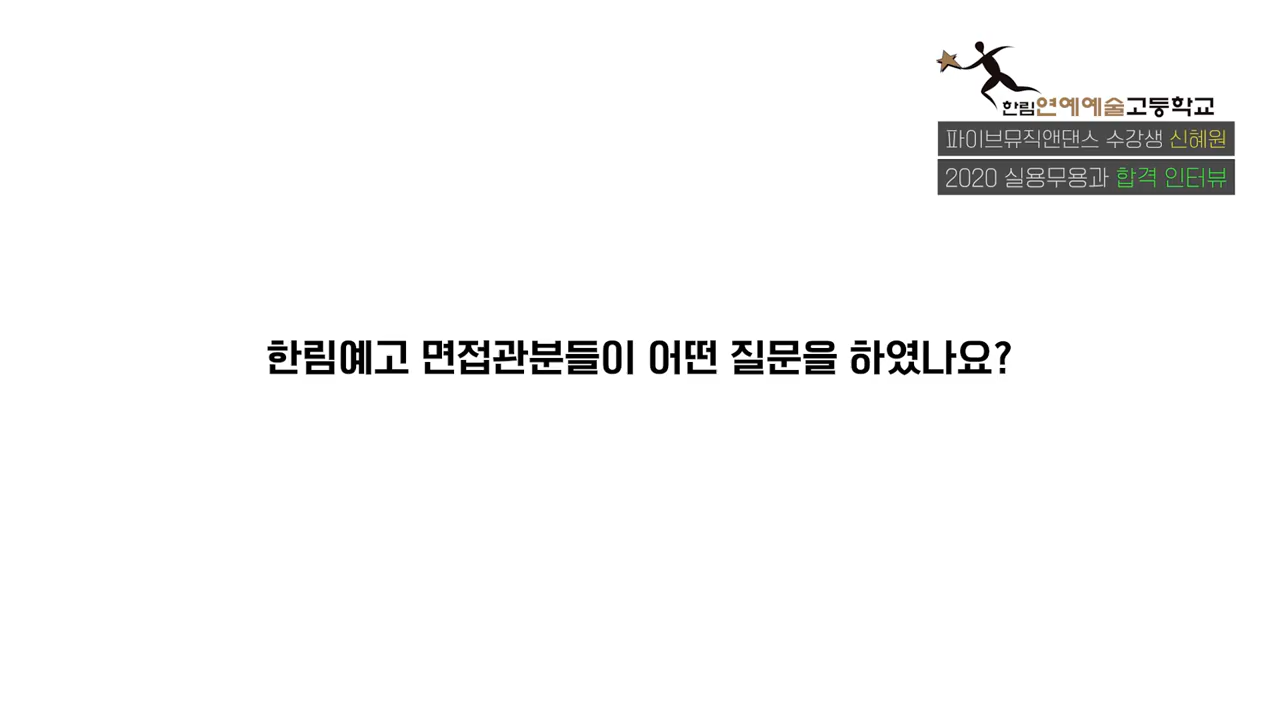 한림연예예술고등학교
파이브뮤직앤댄스 수강생 신혜원
2020 실용무용과 합격 인터뷰
한림예고 면접관분들이 어떤 질문을 하였나요?